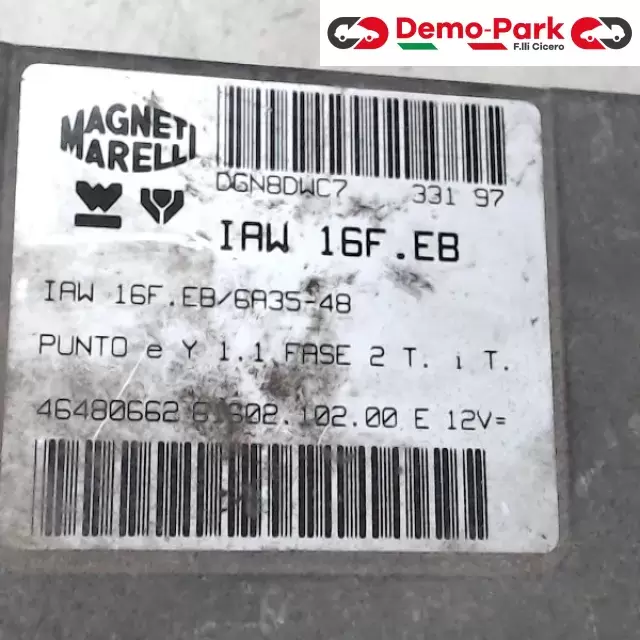 Demo-Park
F.lli Cicero
MAGNETI
MARELLI
DGN8DWC7 331 97
IAW 16F.EB
IAW 16F.EB/6A35-48
PUNTO e Y 1.1 FASE 2 T. i T.
46480662 102.00 E 12V=